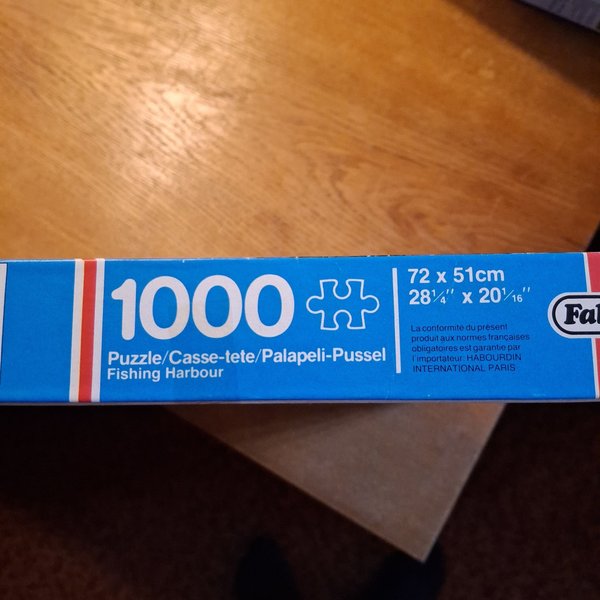 1000
Puzzle/Casse-tete/Palapeli-Pussel
Fishing Harbour
72 x 51cm
28¼" x 201/16"
La conformité du présent
produit aux normes françaises
obligatoires est garantie par
l'importateur: HABOURDIN
INTERNATIONAL PARIS
Fal